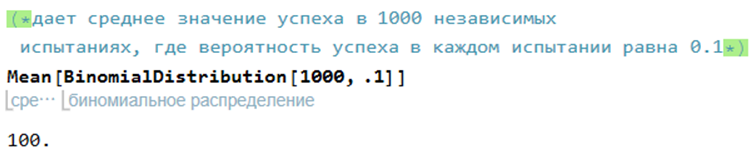 (*дает среднее значение успеха в 1000 независимых
испытаниях, где вероятность успеха в каждом испытании равна 0.1*)
Mean[BinomialDistribution[1000, .1]]
сре⋯ биномиальное распределение
100.